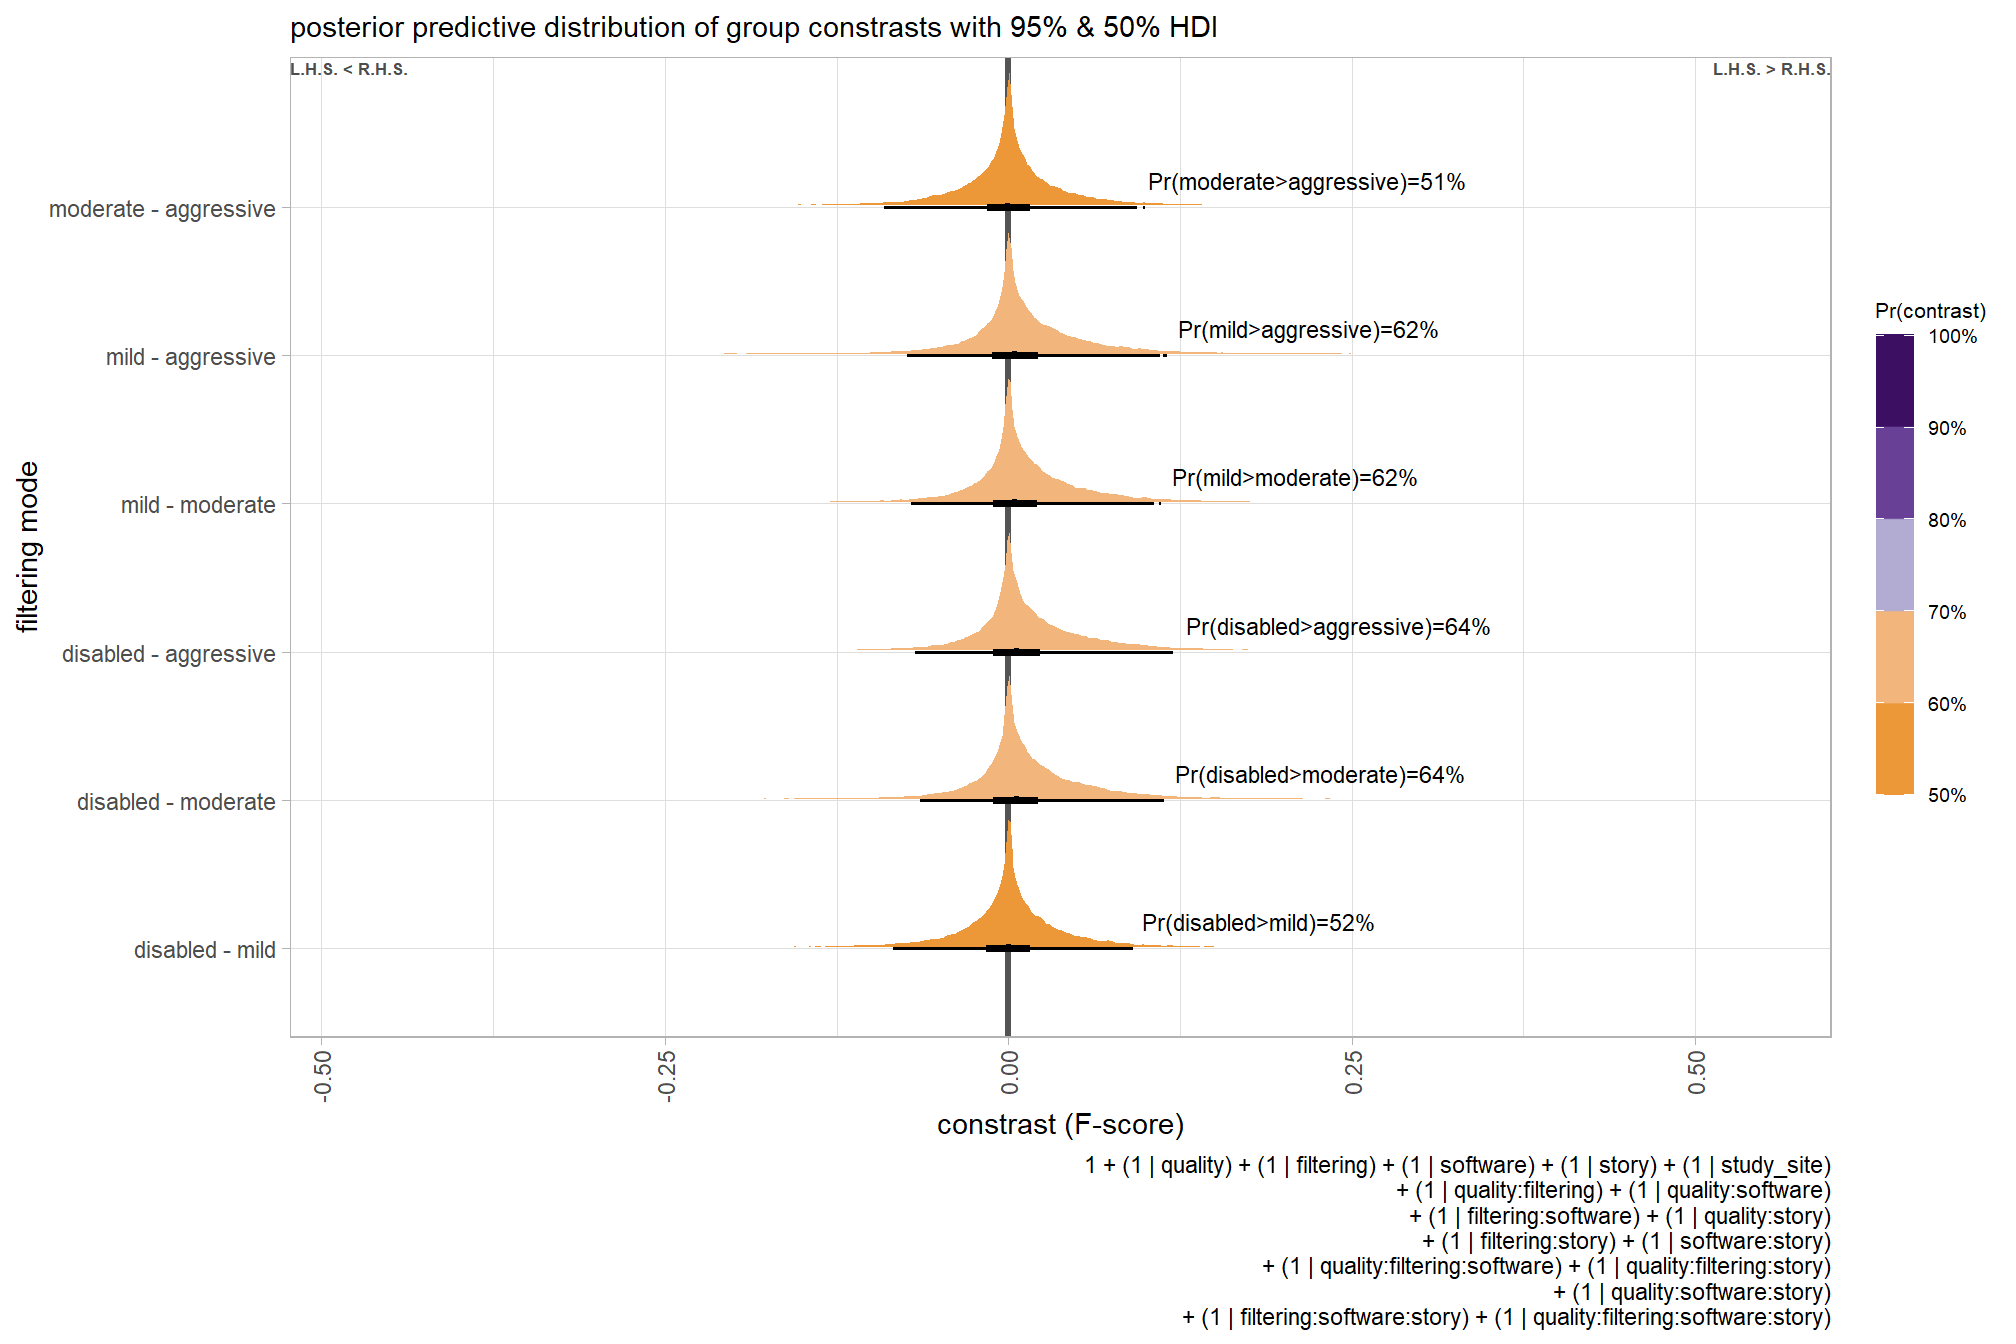 posterior predictive distribution of group constrasts with 95% & 50% HDI
L.H.S. < R.H.S.
L.H.S. > R.H.S.
filtering mode
moderate - aggressive
Pr(moderate>aggressive)=51%
mild - aggressive
Pr(mild>aggressive)=62%
mild - moderate
Pr(mild>moderate)=62%
disabled - aggressive
Pr(disabled>aggressive)=64%
disabled - moderate
Pr(disabled>moderate)=64%
disabled - mild
Pr(disabled>mild)=52%
-0.50
-0.25
0.00
0.25
0.50
constrast (F-score)
Pr(contrast)
100%
90%
80%
70%
60%
50%
1 + (1 | quality) + (1 | filtering) + (1 | software) + (1 | story) + (1 | study_site)
+ (1 | quality:filtering) + (1 | quality:software)
+ (1 | filtering:software) + (1 | quality:story)
+ (1 | filtering:story) + (1 | software:story)
+ (1 | quality:filtering:software) + (1 | quality:filtering:story)
+ (1 | quality:software:story)
+ (1 | filtering:software:story) + (1 | quality:filtering:software:story)